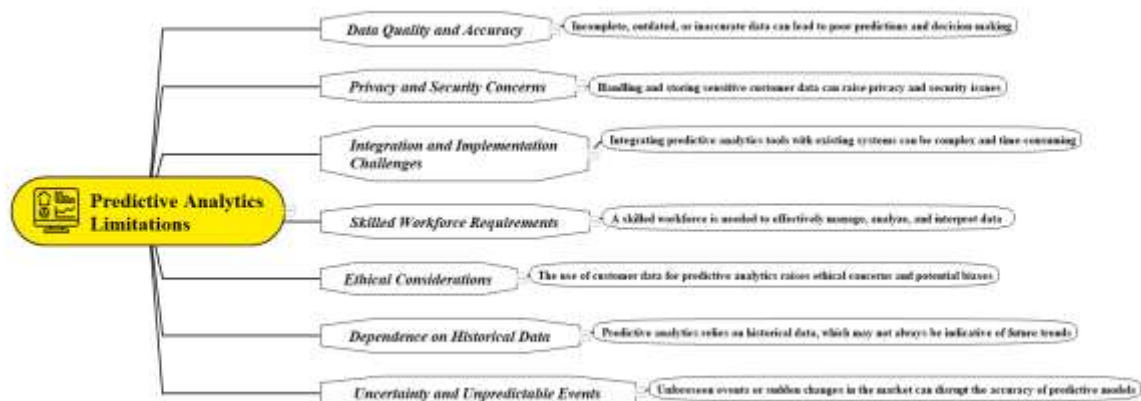 Predictive Analytics
Limitations
Data Quality and Accuracy
Incomplete, outdated, or inaccurate data can lead to poor predictions and decision making
Privacy and Security Concerns
Handling and storing sensitive customer data can raise privacy and security issues
Integration and Implementation
Challenges
Integrating predictive analytics tools with existing systems can be complex and time consuming
Skilled Workforce Requirements
A skilled workforce is needed to effectively manage, analyze, and interpret data
Ethical Considerations
The use of customer data for predictive analytics raises ethical concerns and potential biases
Dependence on Historical Data
Predictive analytics relies on historical data, which may not always be indicative of future trends
Uncertainty and Unpredictable Events
Unforeseen events or sudden changes in the market can disrupt the accuracy of predictive models